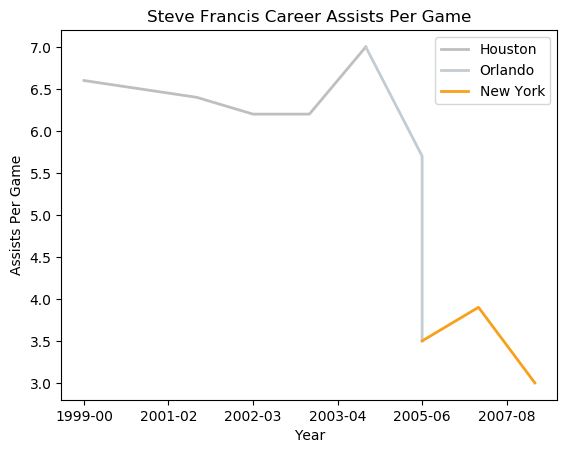 Steve Francis Career Assists Per Game
Houston
Orlando
New York
7.0
6.5
6.0
5.5
5.0
4.5
4.0
3.5
3.0
Assists Per Game
1999-00 2001-02 2002-03 2003-04 2005-06 2007-08
Year